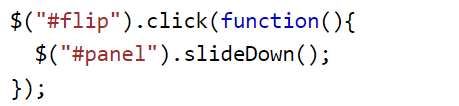 $("#flip").click(function(){
  $("#panel").slideDown();
});